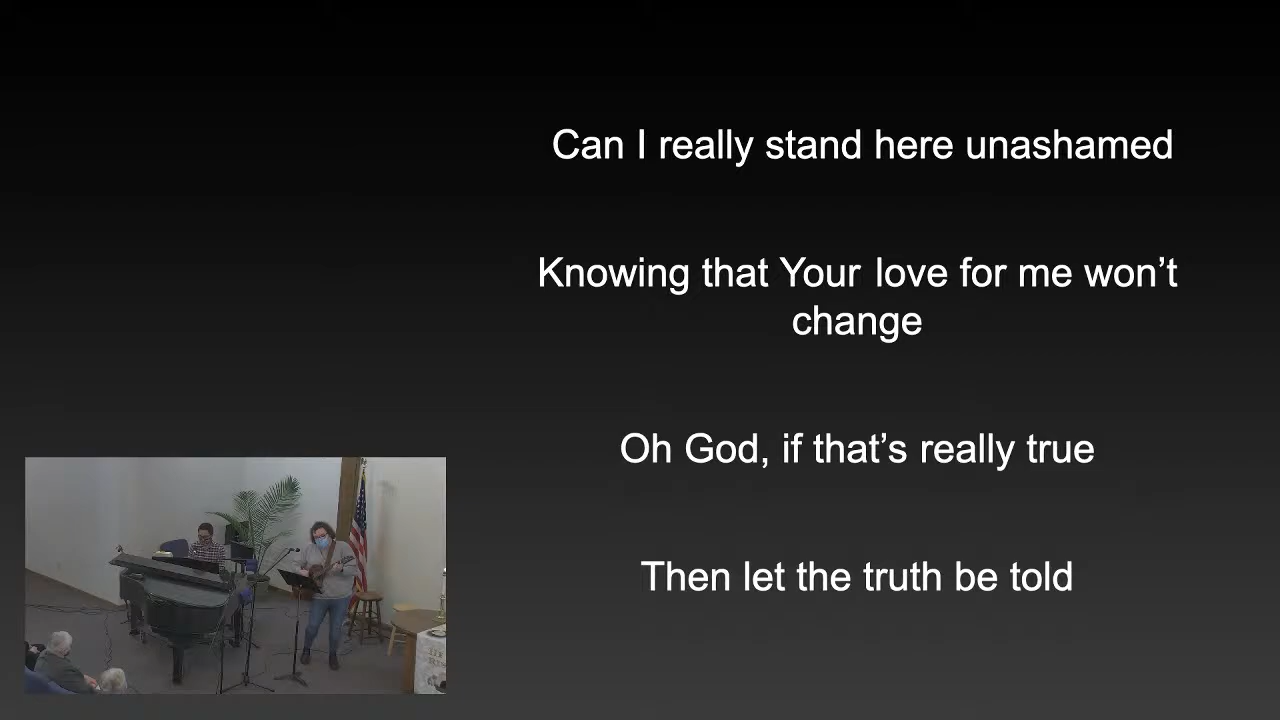 Can I really stand here unashamed
Knowing that Your love for me won’t
change
Oh God, if that’s really true
Then let the truth be told